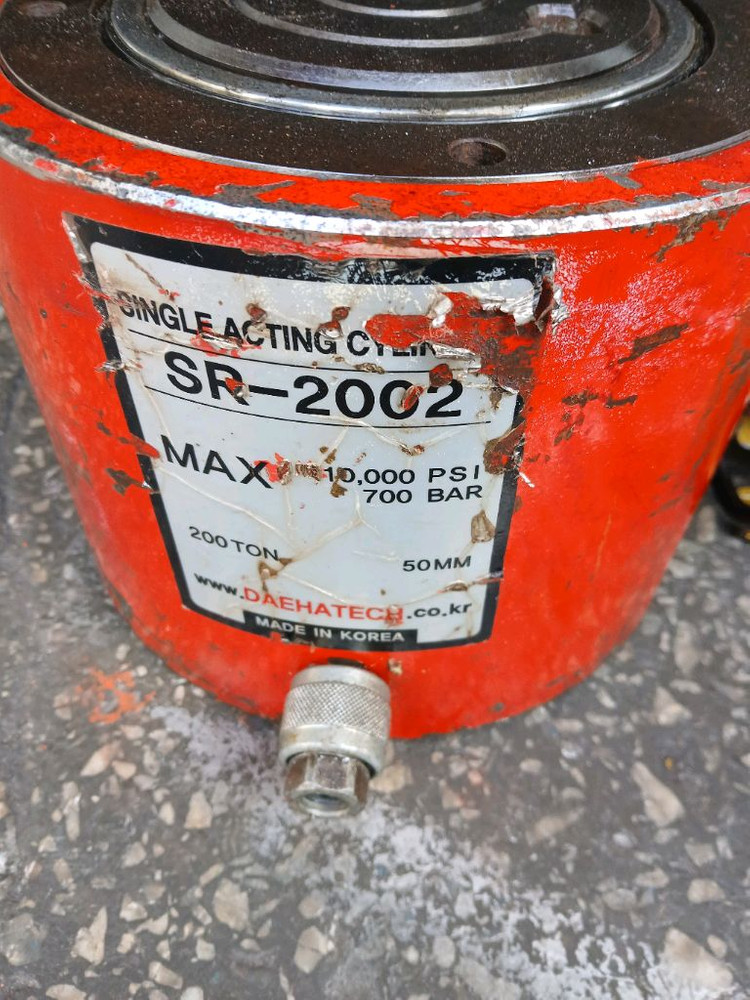 SINGLE ACTING
SR-2002
MAX 10,000 PSI
700 BAR
200 TON 50MM
www.DAEHATECH.co.kr
MADE IN KOREA